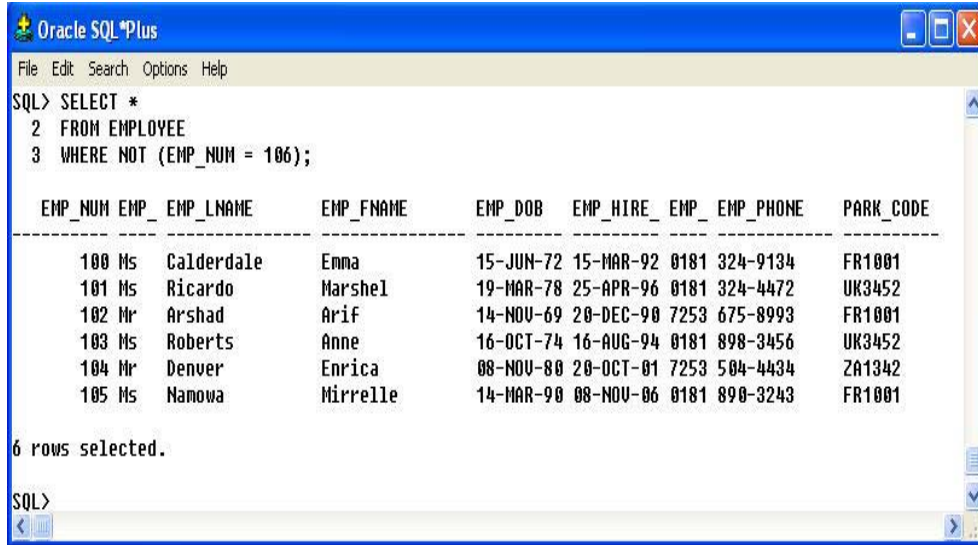 Oracle SQL*Plus
File Edit Search Options Help
SQL> SELECT *
2 FROM EMPLOYEE
3 WHERE NOT (EMP_NUM = 106);
EMP_NUM EMP_ EMP_LNAME EMP_FNAME EMP_DOB EMP_HIRE_ EMP_ EMP_PHONE PARK_CODE
---------- ---- --------------- --------------- --------- --------- ---- ------------ ----------
100 Ms Calderdale Emma 15-JUN-72 15-MAR-92 0181 324-9134 FR1001
101 Ms Ricardo Marshel 19-MAR-78 25-APR-96 0181 324-4472 UK3452
102 Mr Arshad Arif 14-NOV-69 20-DEC-90 7253 675-8993 FR1001
103 Ms Roberts Anne 16-OCT-74 16-AUG-94 0181 898-3456 UK3452
104 Mr Denver Enrica 08-NOV-80 20-OCT-01 7253 504-4434 ZA1342
105 Ms Namowa Mirrelle 14-MAR-90 08-NOV-06 0181 890-3243 FR1001
6 rows selected.
SQL>